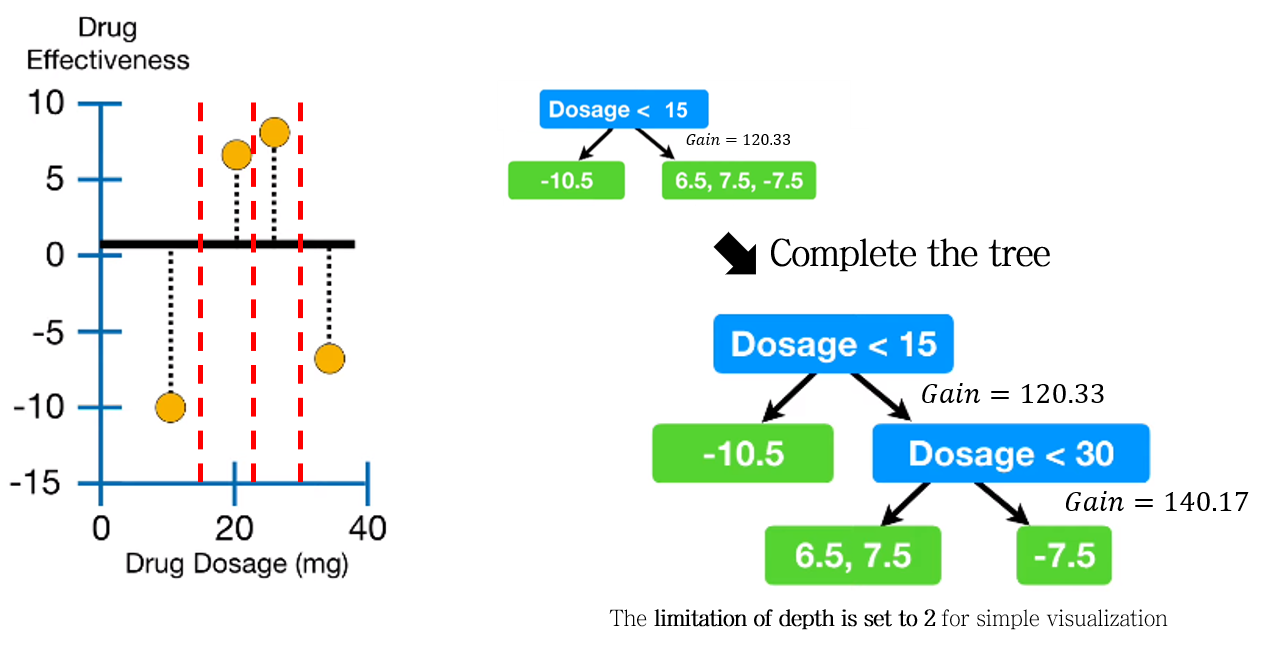 Drug
Effectiveness
10
5
0
-5
-10
-15
0
20
40
Drug Dosage (mg)
Dosage < 15
Gain = 120.33
-10.5
6.5, 7.5, -7.5
Complete the tree
Dosage < 15
Gain = 120.33
-10.5
Dosage < 30
Gain = 140.17
6.5, 7.5
-7.5
The limitation of depth is set to 2 for simple visualization